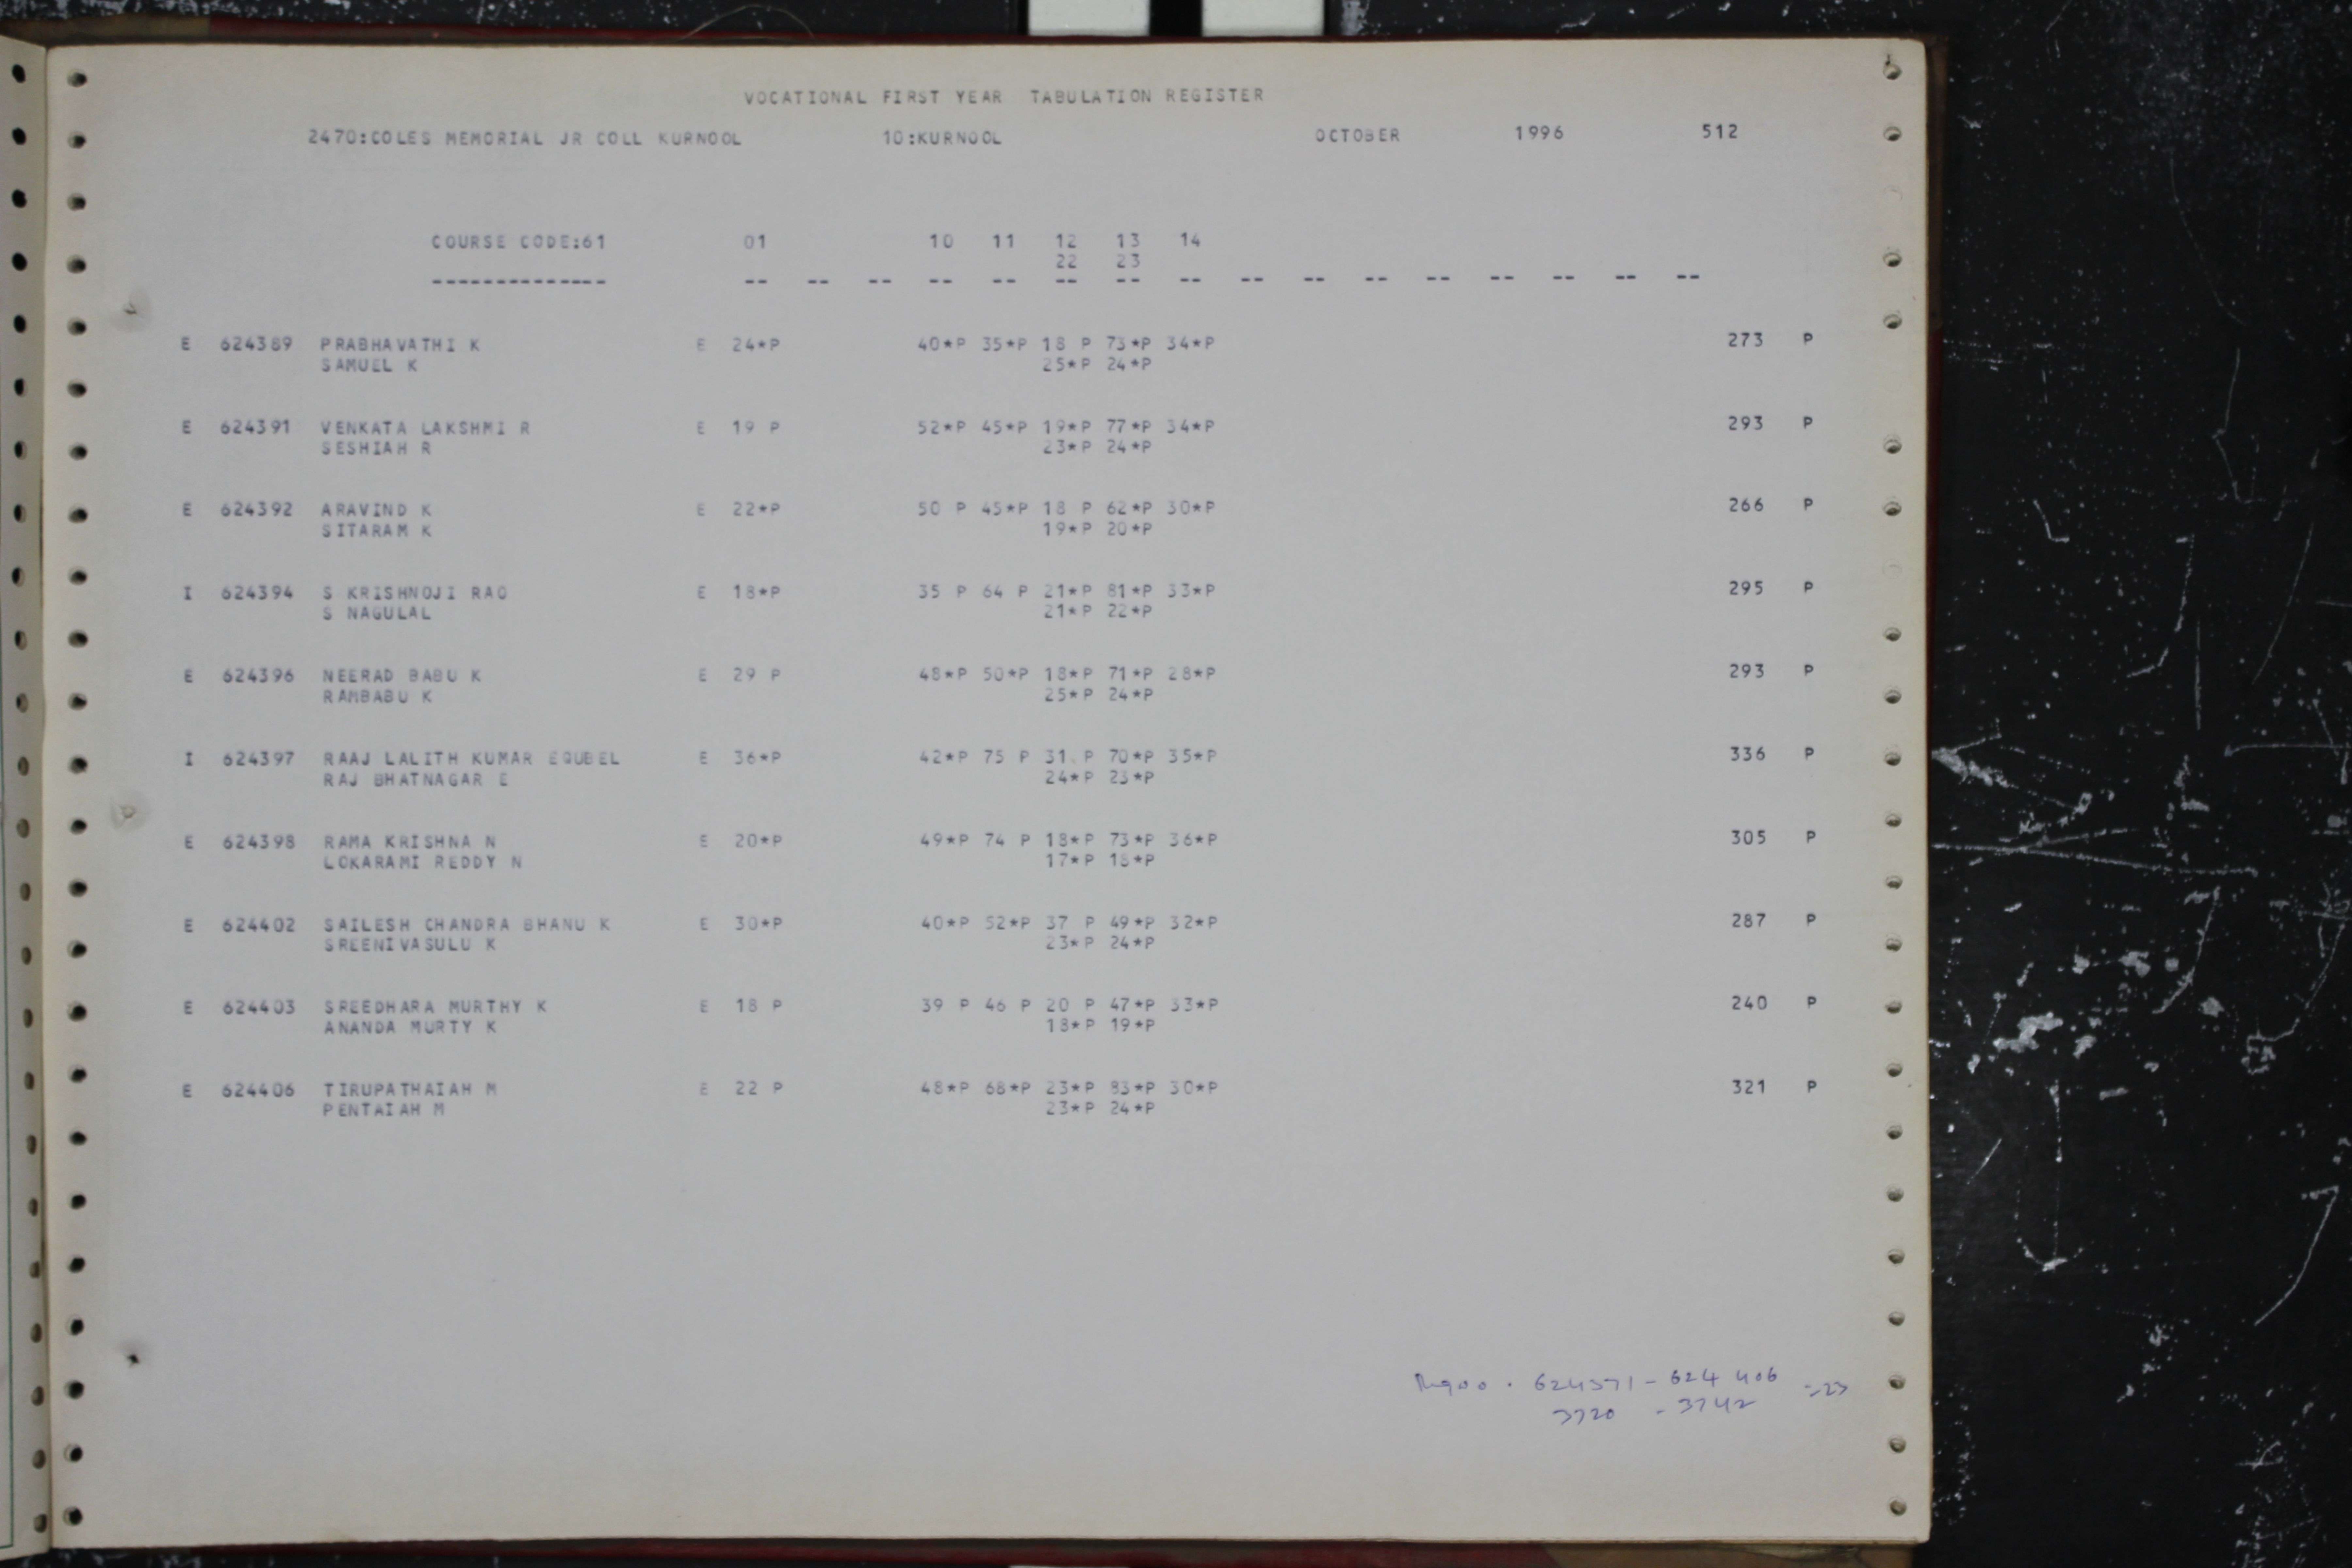 VOCATIONAL FIRST YEAR TABULATION REGISTER
2470:COLES MEMORIAL JR COLL KURNOOL 10:KURNOOL OCTOBER 1996 512
COURSE CODE:61 01 10 11 12 13 14
22 23
-------------- -- -- -- -- -- -- -- -- -- -- -- -- -- -- -- --
E 624389 PRABHAVATHI K E 24*P 40*P 35*P 18 P 73*P 34*P 273 P
SAMUEL K 25*P 24*P
E 624391 VENKATA LAKSHMI R E 19 P 52*P 45*P 19*P 77*P 34*P 293 P
SESHIAH R 23*P 24*P
E 624392 ARAVIND K E 22*P 50 P 45*P 18 P 62*P 30*P 266 P
SITARAM K 19*P 20*P
I 624394 S KRISHNOJI RAO E 18*P 35 P 64 P 21*P 81*P 33*P 295 P
S NAGULAL 21*P 22*P
E 624396 NEERAD BABU K E 29 P 48*P 50*P 18*P 71*P 28*P 293 P
RAMBABU K 25*P 24*P
I 624397 RAAJ LALITH KUMAR EQUBEL E 36*P 42*P 75 P 31 P 70*P 35*P 336 P
RAJ BHATNAGAR E 24*P 23*P
E 624398 RAMA KRISHNA N E 20*P 49*P 74 P 18*P 73*P 36*P 305 P
LOKARAMI REDDY N 17*P 18*P
E 624402 SAILESH CHANDRA BHANU K E 30*P 40*P 52*P 37 P 49*P 32*P 287 P
SREENIVASULU K 23*P 24*P
E 624403 SREEDHARA MURTHY K E 18 P 39 P 46 P 20 P 47*P 33*P 240 P
ANANDA MURTY K 18*P 19*P
E 624406 TIRUPATHAIAH M E 22 P 48*P 68*P 23*P 83*P 30*P 321 P
PENTAIAH M 23*P 24*P
624371 - 624406 = 23
3720 - 3742